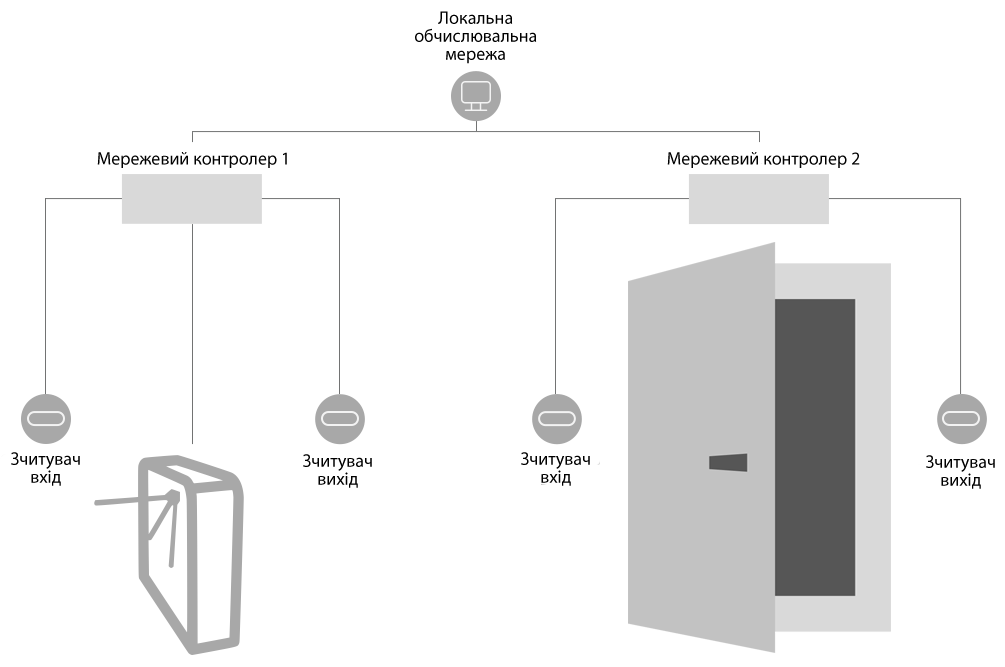 Локальна
обчислювальна
мережа
Мережевий контролер 1
Мережевий контролер 2
Зчитувач
вхід
Зчитувач
вихід
Зчитувач
вхід
Зчитувач
вихід